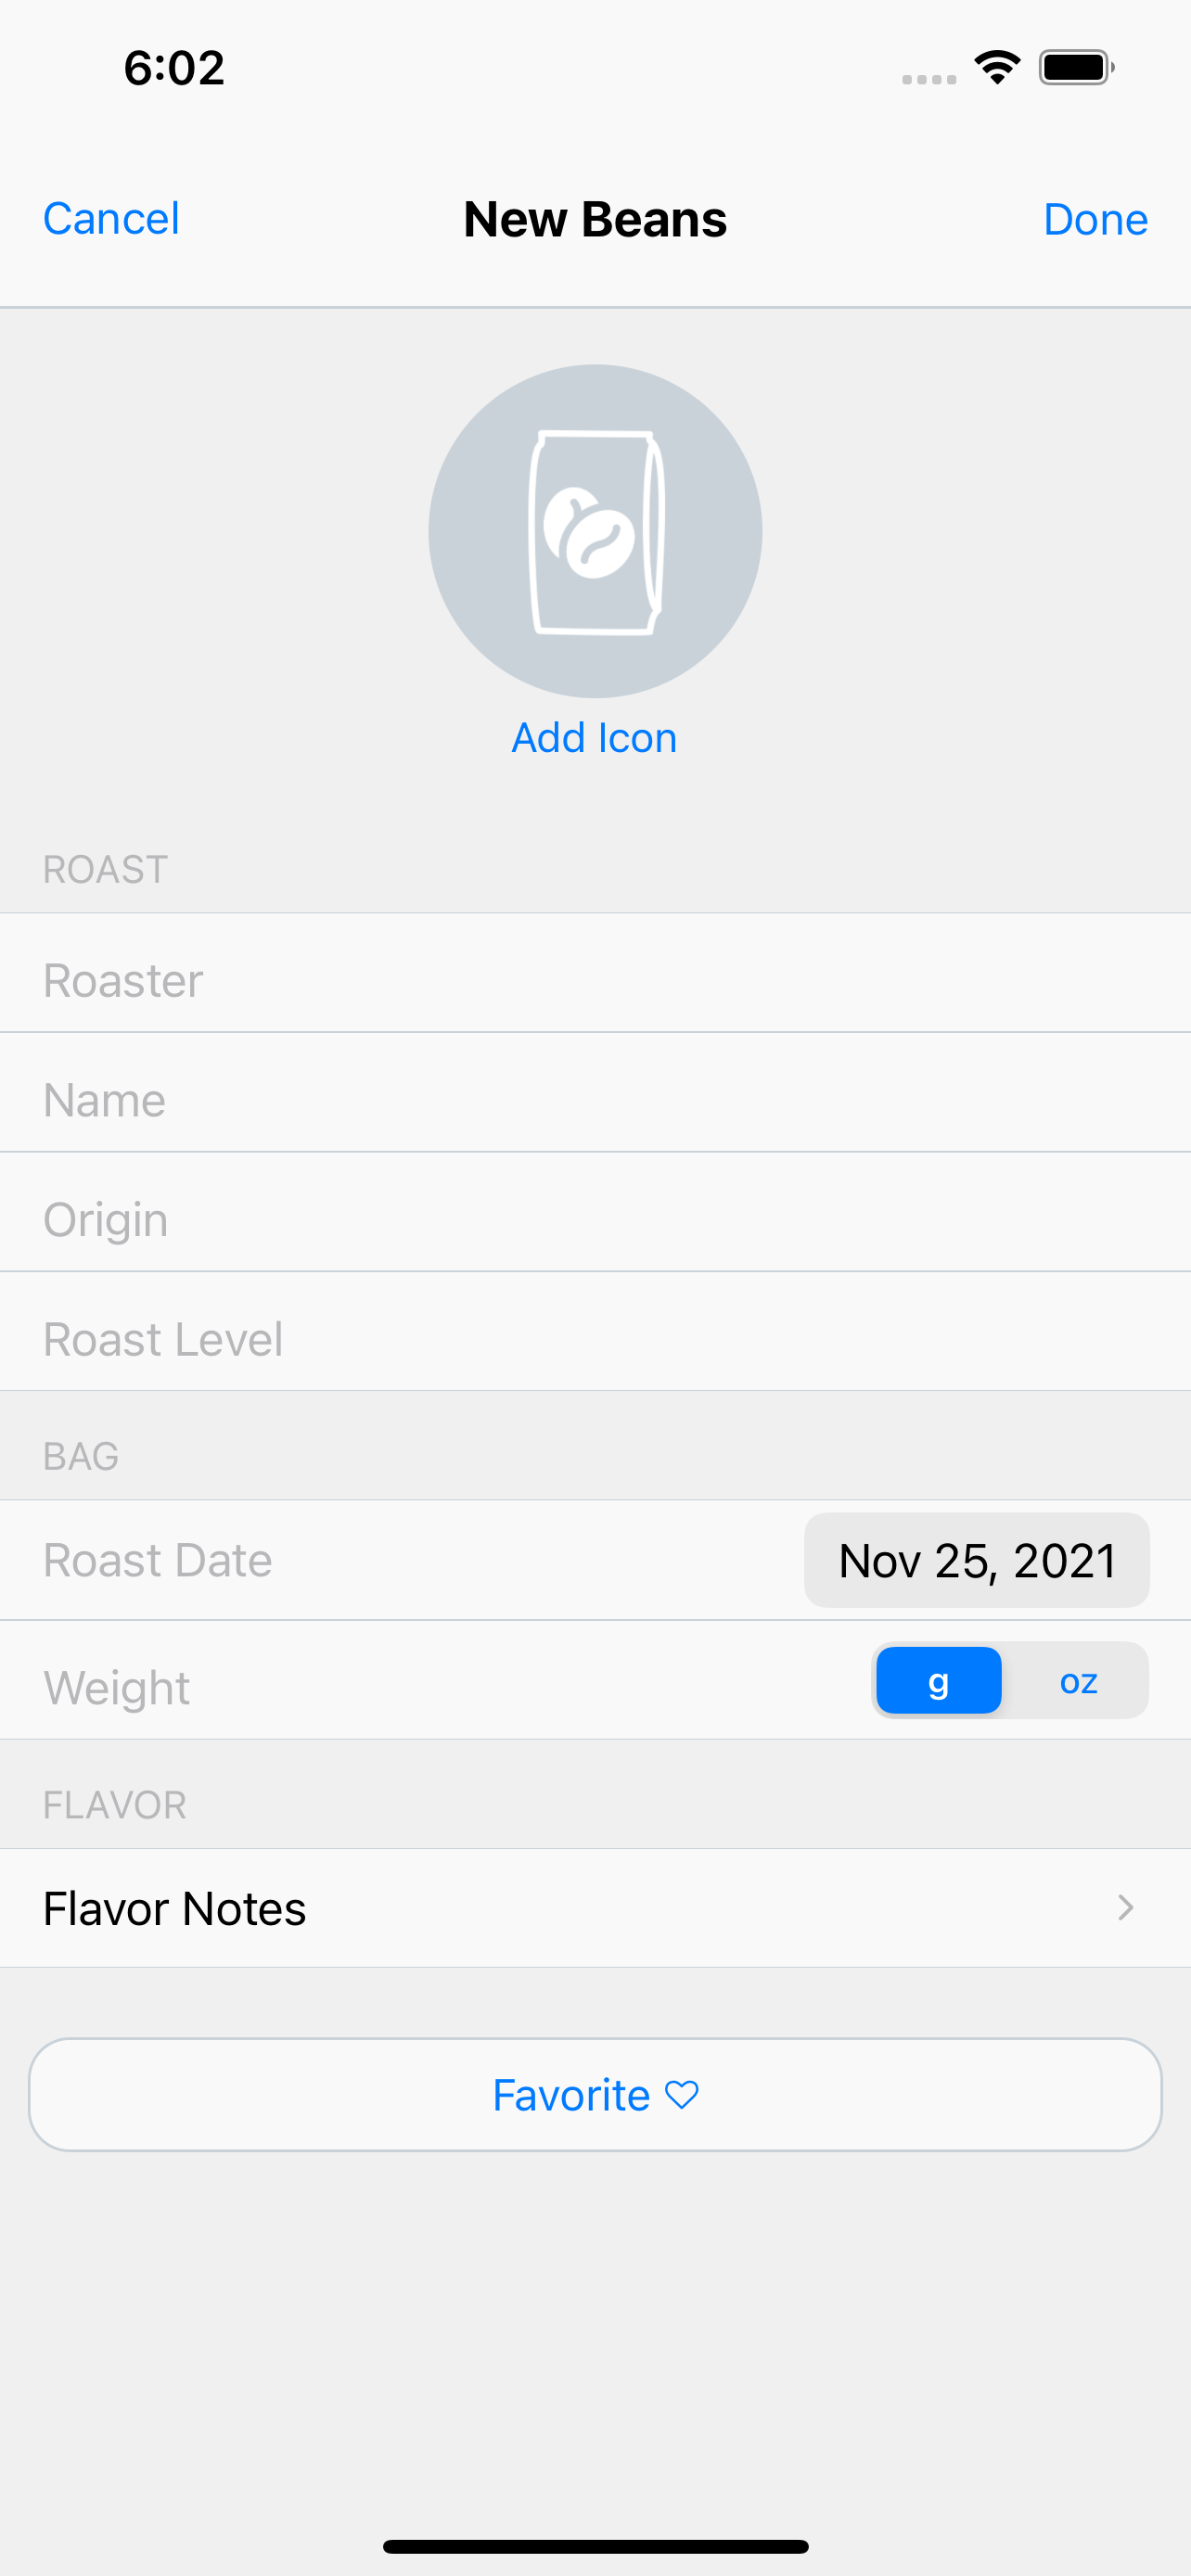 6:02
Cancel New Beans Done
Add Icon
ROAST
Roaster
Name
Origin
Roast Level
BAG
Roast Date Nov 25, 2021
Weight g oz
FLAVOR
Flavor Notes
Favorite